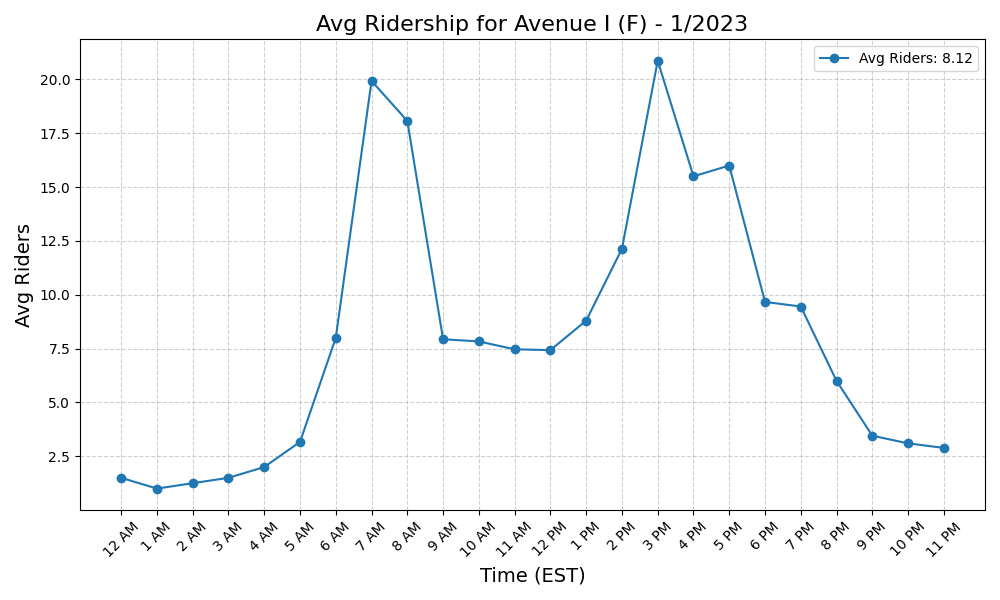 Avg Ridership for Avenue I (F) - 1/2023
Avg Riders: 8.12
Avg Riders
20.0
17.5
15.0
12.5
10.0
7.5
5.0
2.5
12 AM
1 AM
2 AM
3 AM
4 AM
5 AM
6 AM
7 AM
8 AM
9 AM
10 AM
11 AM
12 PM
1 PM
2 PM
3 PM
4 PM
5 PM
6 PM
7 PM
8 PM
9 PM
10 PM
11 PM
Time (EST)